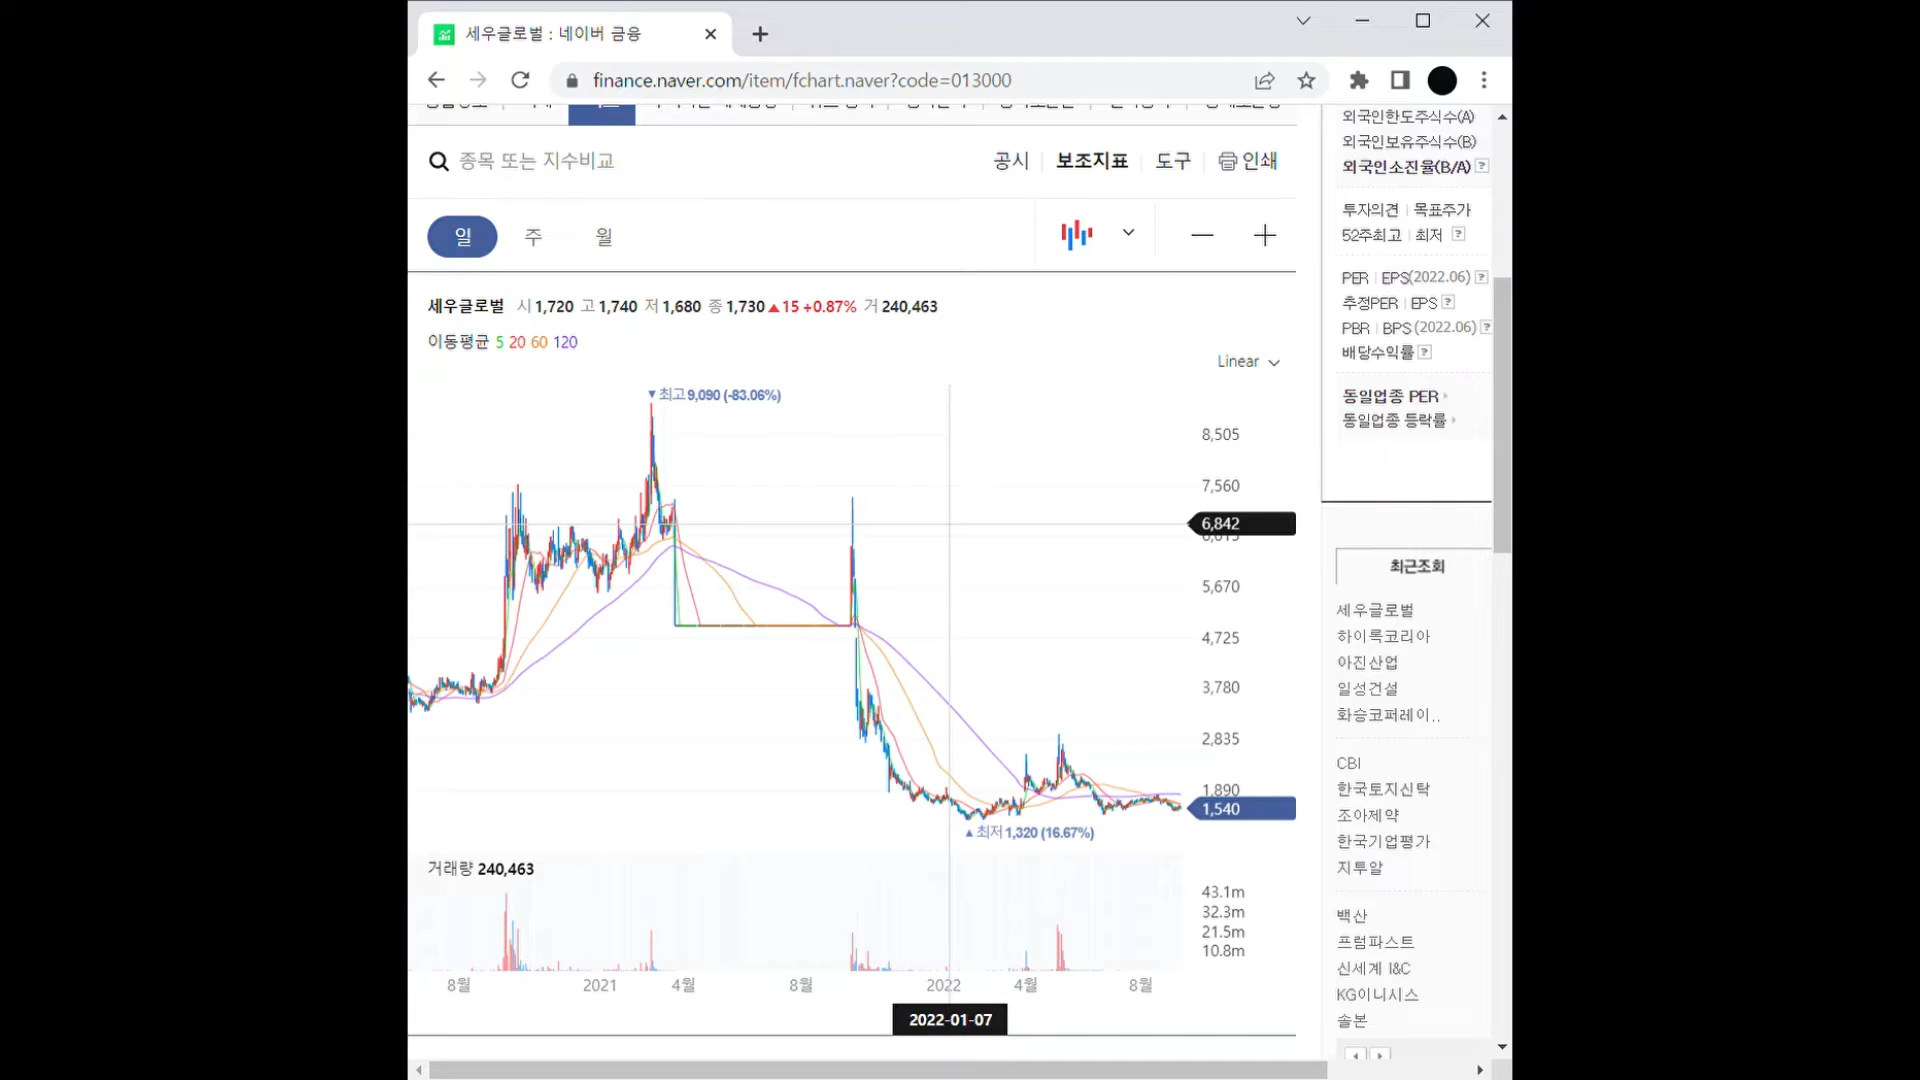 세우글로벌 : 네이버 금융
finance.naver.com/item/fchart.naver?code=013000
종목 또는 지수비교
공시 보조지표 도구 인쇄
일 주 월
세우글로벌 시 1,720 고 1,740 저 1,680 종 1,730 ▲15 +0.87% 거 240,463
이동평균 5 20 60 120
Linear
▼최고 9,090 (-83.06%)
8,505
7,560
6,842
5,670
4,725
3,780
2,835
1,890
1,540
▲최저 1,320 (16.67%)
거래량 240,463
43.1m
32.3m
21.5m
10.8m
8월 2021 4월 8월 2022 4월 8월
2022-01-07
외국인한도주식수(A)
외국인보유주식수(B)
외국인소진율(B/A) ?
투자의견 | 목표주가
52주최고 | 최저 ?
PER | EPS(2022.06) ?
추정PER | EPS ?
PBR | BPS (2022.06) ?
배당수익률 ?
동일업종 PER
동일업종 등락률
최근조회
세우글로벌
하이록코리아
아진산업
일성건설
화승코퍼레이..
CBI
한국토지신탁
조아제약
한국기업평가
지투알
백산
프럼파스트
신세계 I&C
KG이니시스
솔본